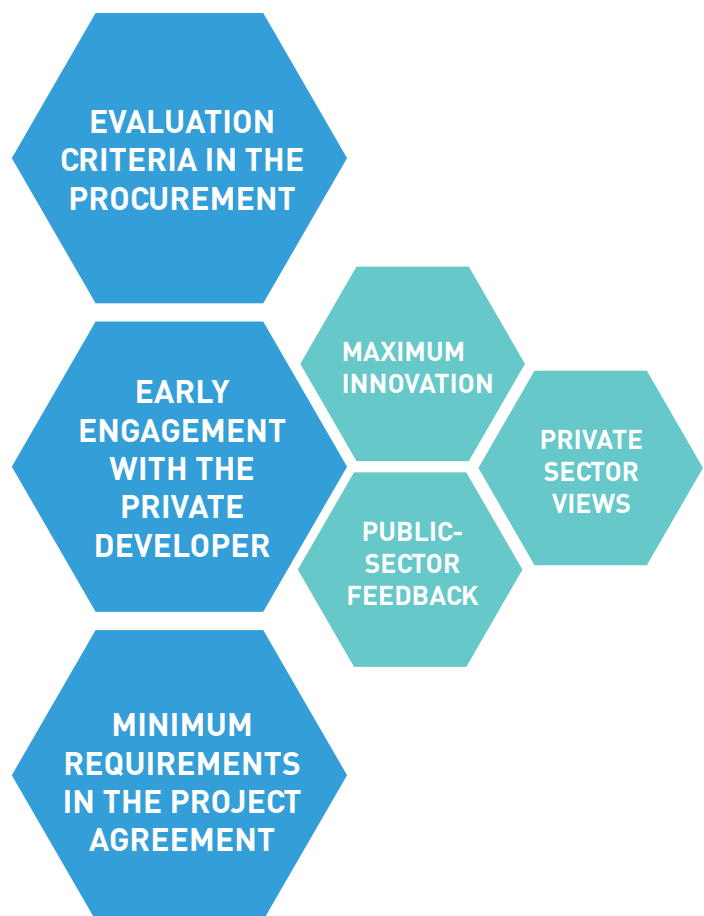 EVALUATION
CRITERIA IN THE
PROCUREMENT
EARLY
ENGAGEMENT
WITH THE
PRIVATE
DEVELOPER
MAXIMUM
INNOVATION
PRIVATE
SECTOR
VIEWS
PUBLIC-
SECTOR
FEEDBACK
MINIMUM
REQUIREMENTS
IN THE PROJECT
AGREEMENT